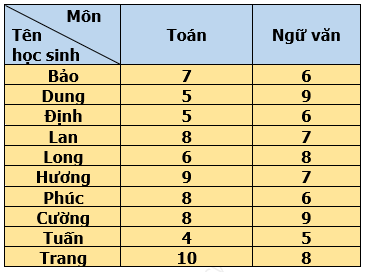 Môn
Tên
học sinh
Toán
Ngữ văn
Bảo 7 6
Dung 5 9
Định 5 6
Lan 8 7
Long 6 8
Hương 9 7
Phúc 8 6
Cường 8 9
Tuấn 4 5
Trang 10 8